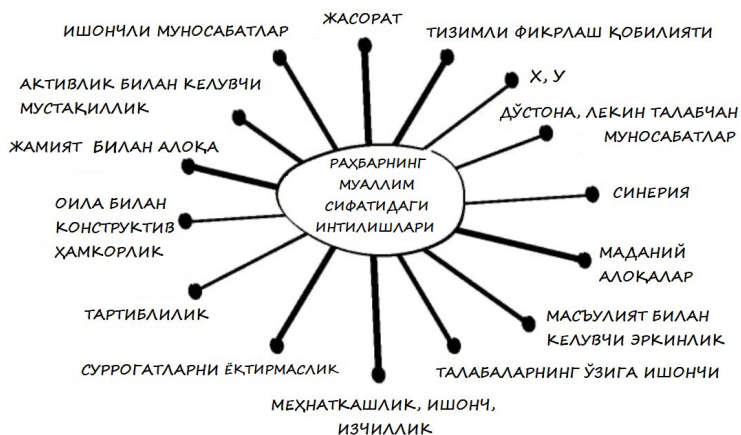 ЖАСОРАТ
ИШОНЧЛИ МУНОСАБАТЛАР
ТИЗИМЛИ ФИКРЛАШ ҚОБИЛИЯТИ
Х, У
АКТИВЛИК БИЛАН КЕЛУВЧИ
МУСТАҚИЛЛИК
ДЎСТОНА, ЛЕКИН ТАЛАБЧАН
МУНОСАБАТЛАР
ЖАМИЯТ БИЛАН АЛОҚА
РАҲБАРНИНГ
МУАЛЛИМ
СИФАТИДАГИ
ИНТИЛИШЛАРИ
СИНЕРИЯ
ОИЛА БИЛАН
КОНСТРУКТИВ
ҲАМКОРЛИК
МАДАНИЙ
АЛОҚАЛАР
ТАРТИБЛИЛИК
МАСЪУЛИЯТ БИЛАН
КЕЛУВЧИ ЭРКИНЛИК
СУРРОГАТЛАРНИ ЁҚТИРМАСЛИК
ТАЛАБАЛАРНИНГ ЎЗИГА ИШОНЧИ
МЕҲНАТКАШЛИК, ИШОНЧ,
ИЗЧИЛЛИК